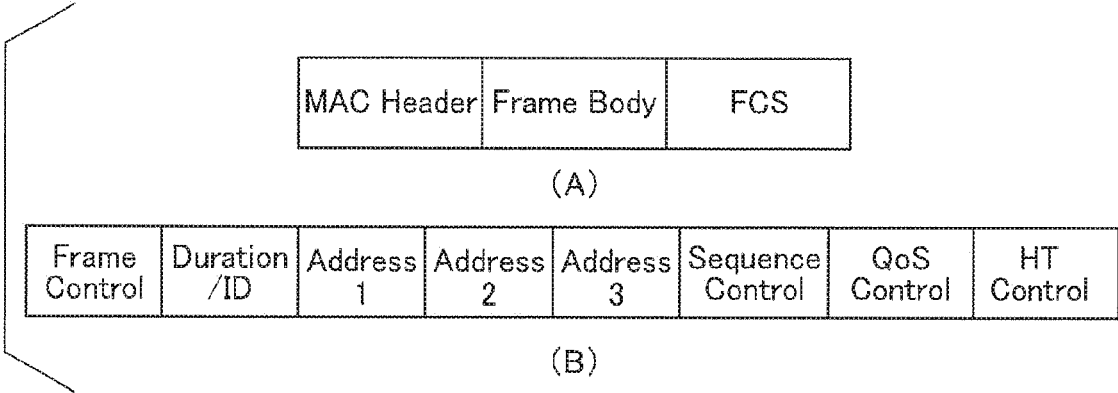 MAC Header Frame Body FCS
(A)
Frame Duration Address Address Address Sequence QoS HT
Control /ID 1 2 3 Control Control Control
(B)